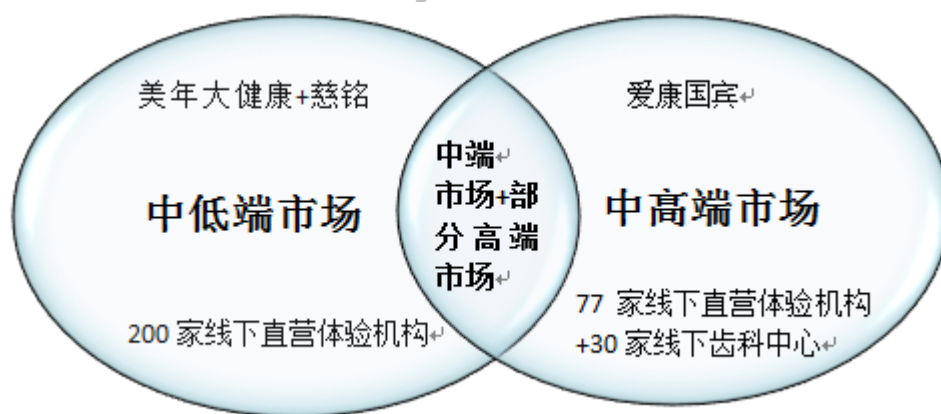 美年大健康+慈铭
中低端市场
200 家线下直营体验机构
中端
市场+部
分高端
市场
爱康国宾
中高端市场
77 家线下直营体验机构
+30 家线下齿科中心